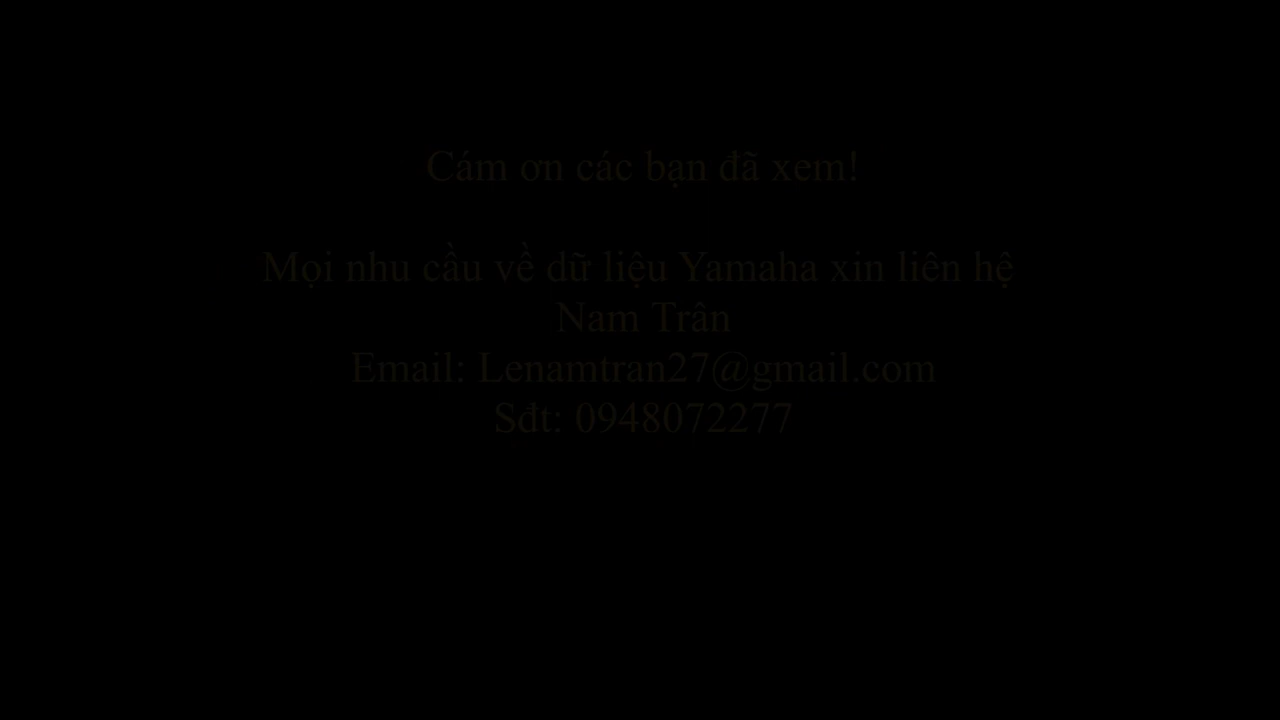 Cám ơn các bạn đã xem!
Mọi nhu cầu về dữ liệu Yamaha xin liên hệ
Nam Trân
Email: Lenamtran27@gmail.com
Sđt: 0948072277